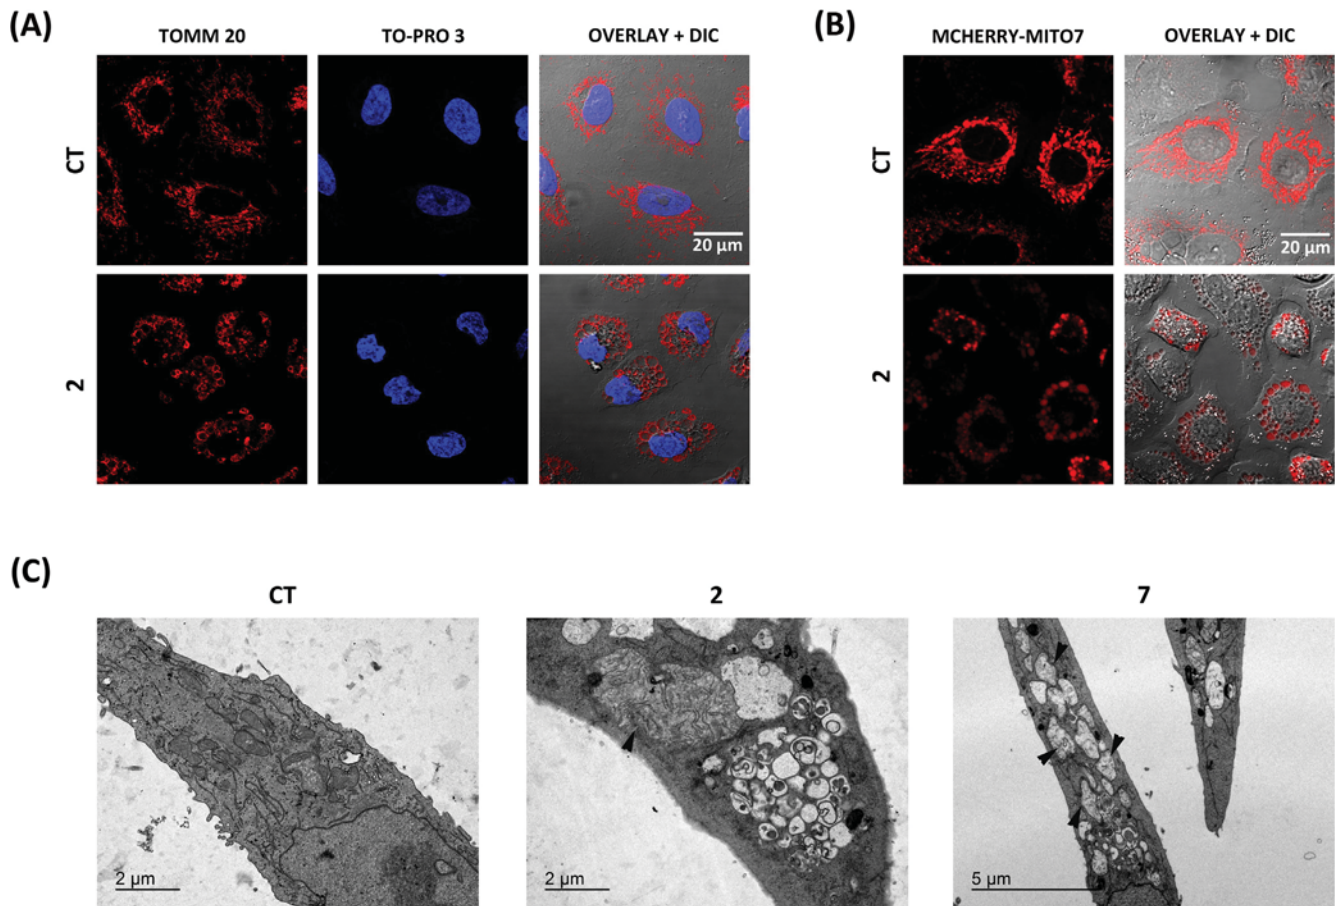 (A)
TOMM 20 TO-PRO 3 OVERLAY + DIC
CT
20 µm
2
(B)
MCHERRY-MITO7 OVERLAY + DIC
CT
20 µm
2
(C)
CT 2 7
2 µm 2 µm 5 µm